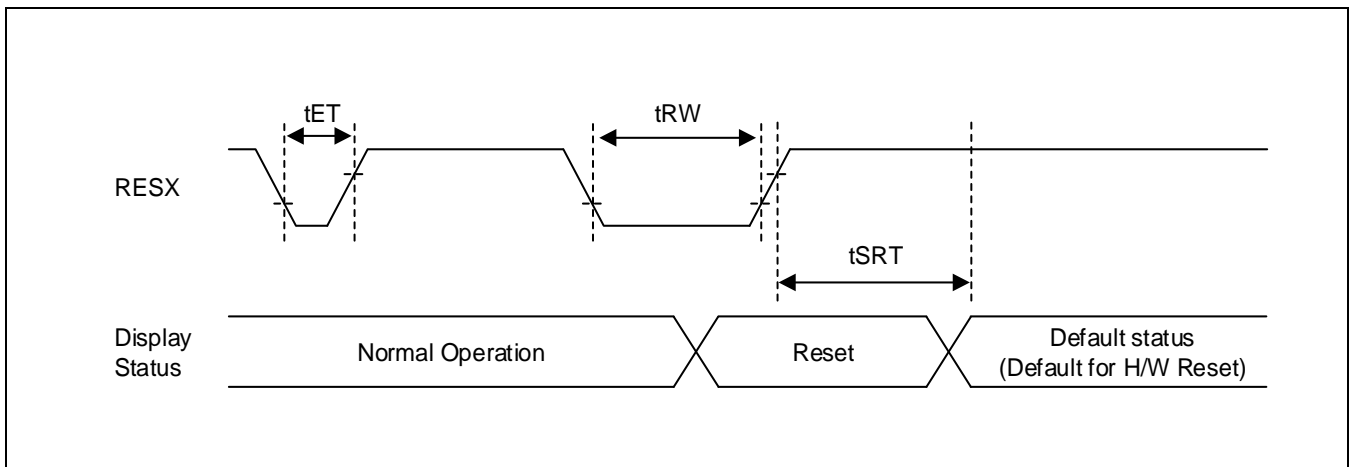 tET
tRW
RESX
tSRT
Display
Status
Normal Operation
Reset
Default status
(Default for H/W Reset)